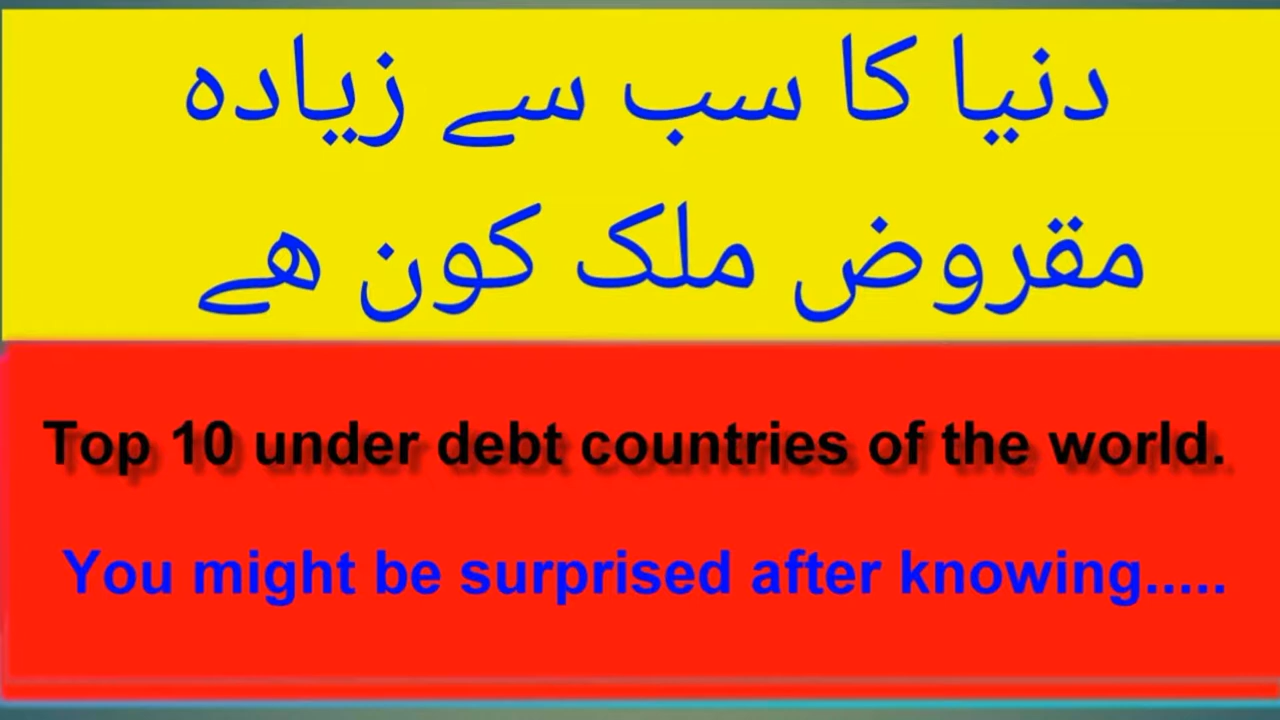 دنیا کا سب سے زیادہ
مقروض ملک کون ھے
Top 10 under debt countries of the world.
You might be surprised after knowing.....